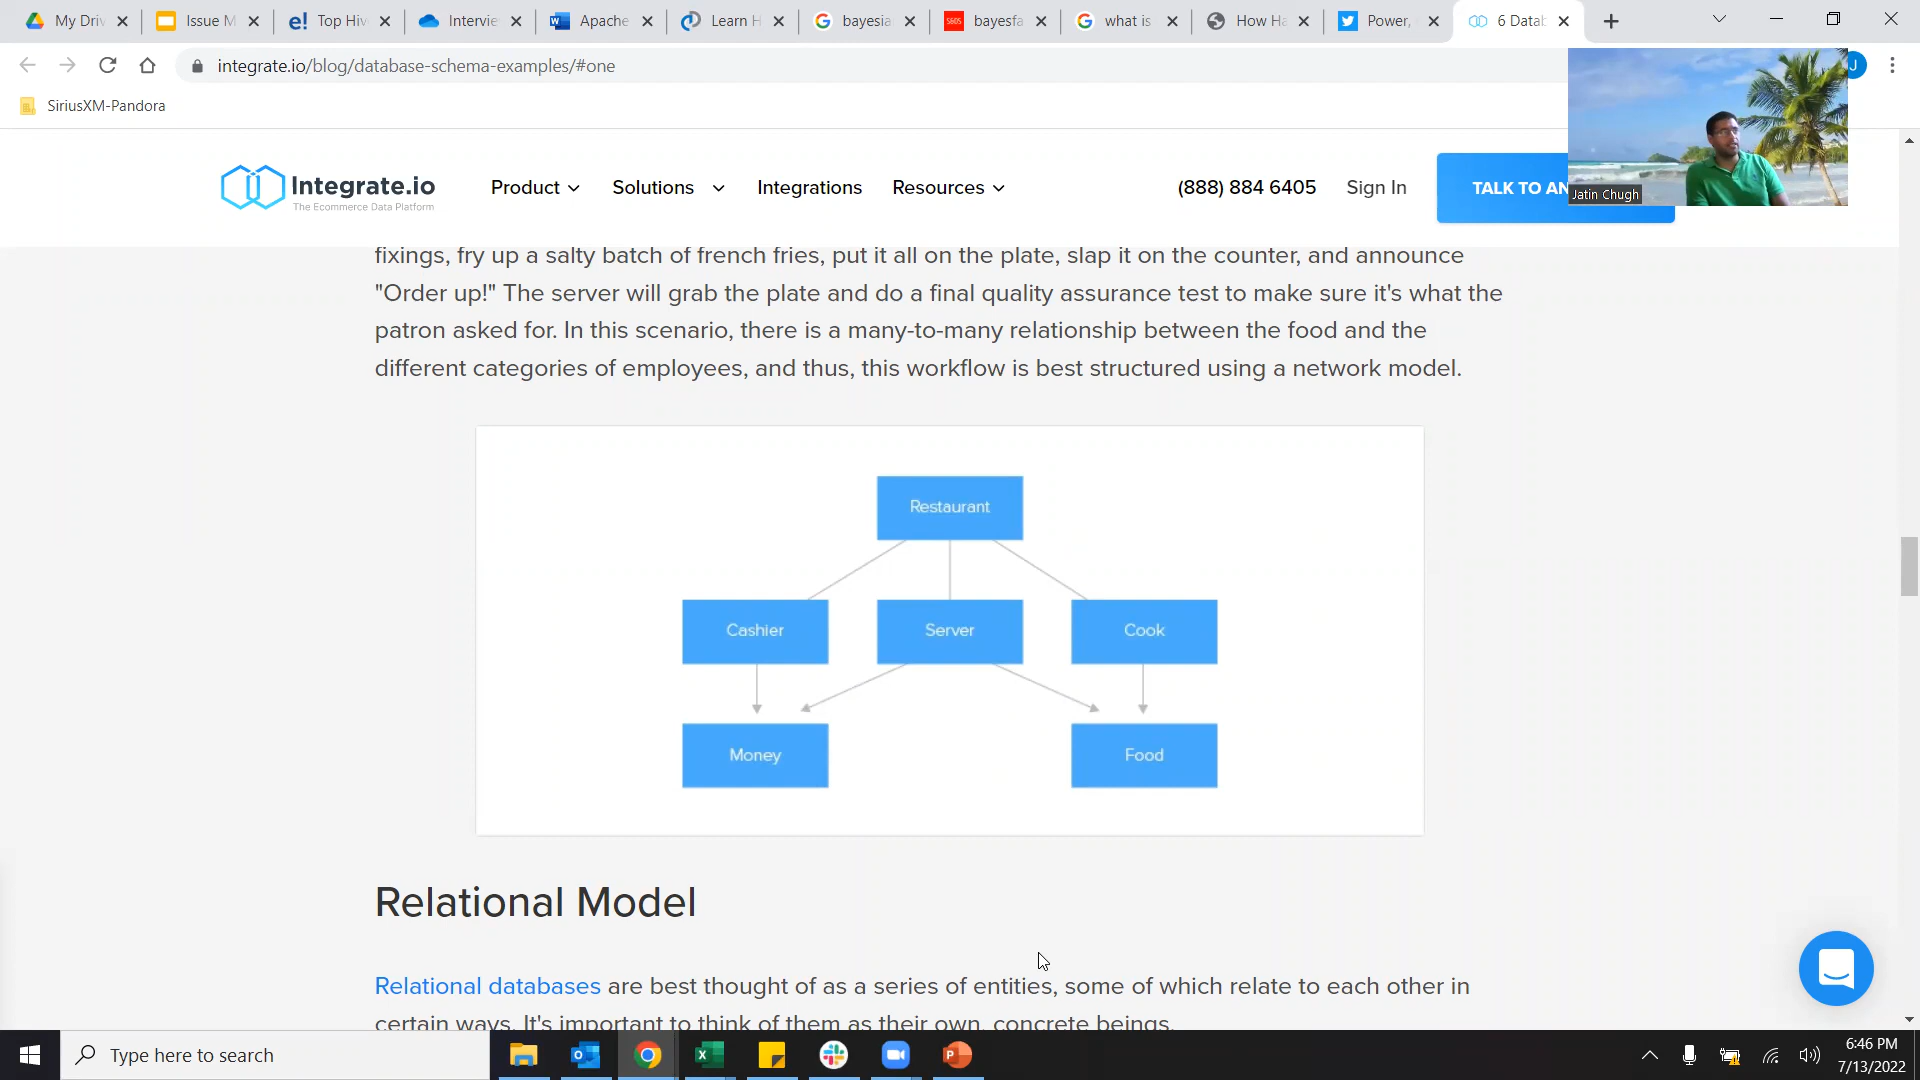 My Driv
Issue M
Top Hiv
Intervie
Apache
Learn H
bayesia
bayesfa
what is
How Ha
Power,
6 Datab
integrate.io/blog/database-schema-examples/#one
J
SiriusXM-Pandora
Integrate.io
The Ecommerce Data Platform
Product
Solutions
Integrations
Resources
(888) 884 6405
Sign In
TALK TO AN
Jatin Chugh
fixings, fry up a salty batch of french fries, put it all on the plate, slap it on the counter, and announce
"Order up!" The server will grab the plate and do a final quality assurance test to make sure it's what the
patron asked for. In this scenario, there is a many-to-many relationship between the food and the
different categories of employees, and thus, this workflow is best structured using a network model.
Restaurant
Cashier
Server
Cook
Money
Food
Relational Model
Relational databases are best thought of as a series of entities, some of which relate to each other in
certain ways. It's important to think of them as their own, concrete beings.
Type here to search
6:46 PM
7/13/2022